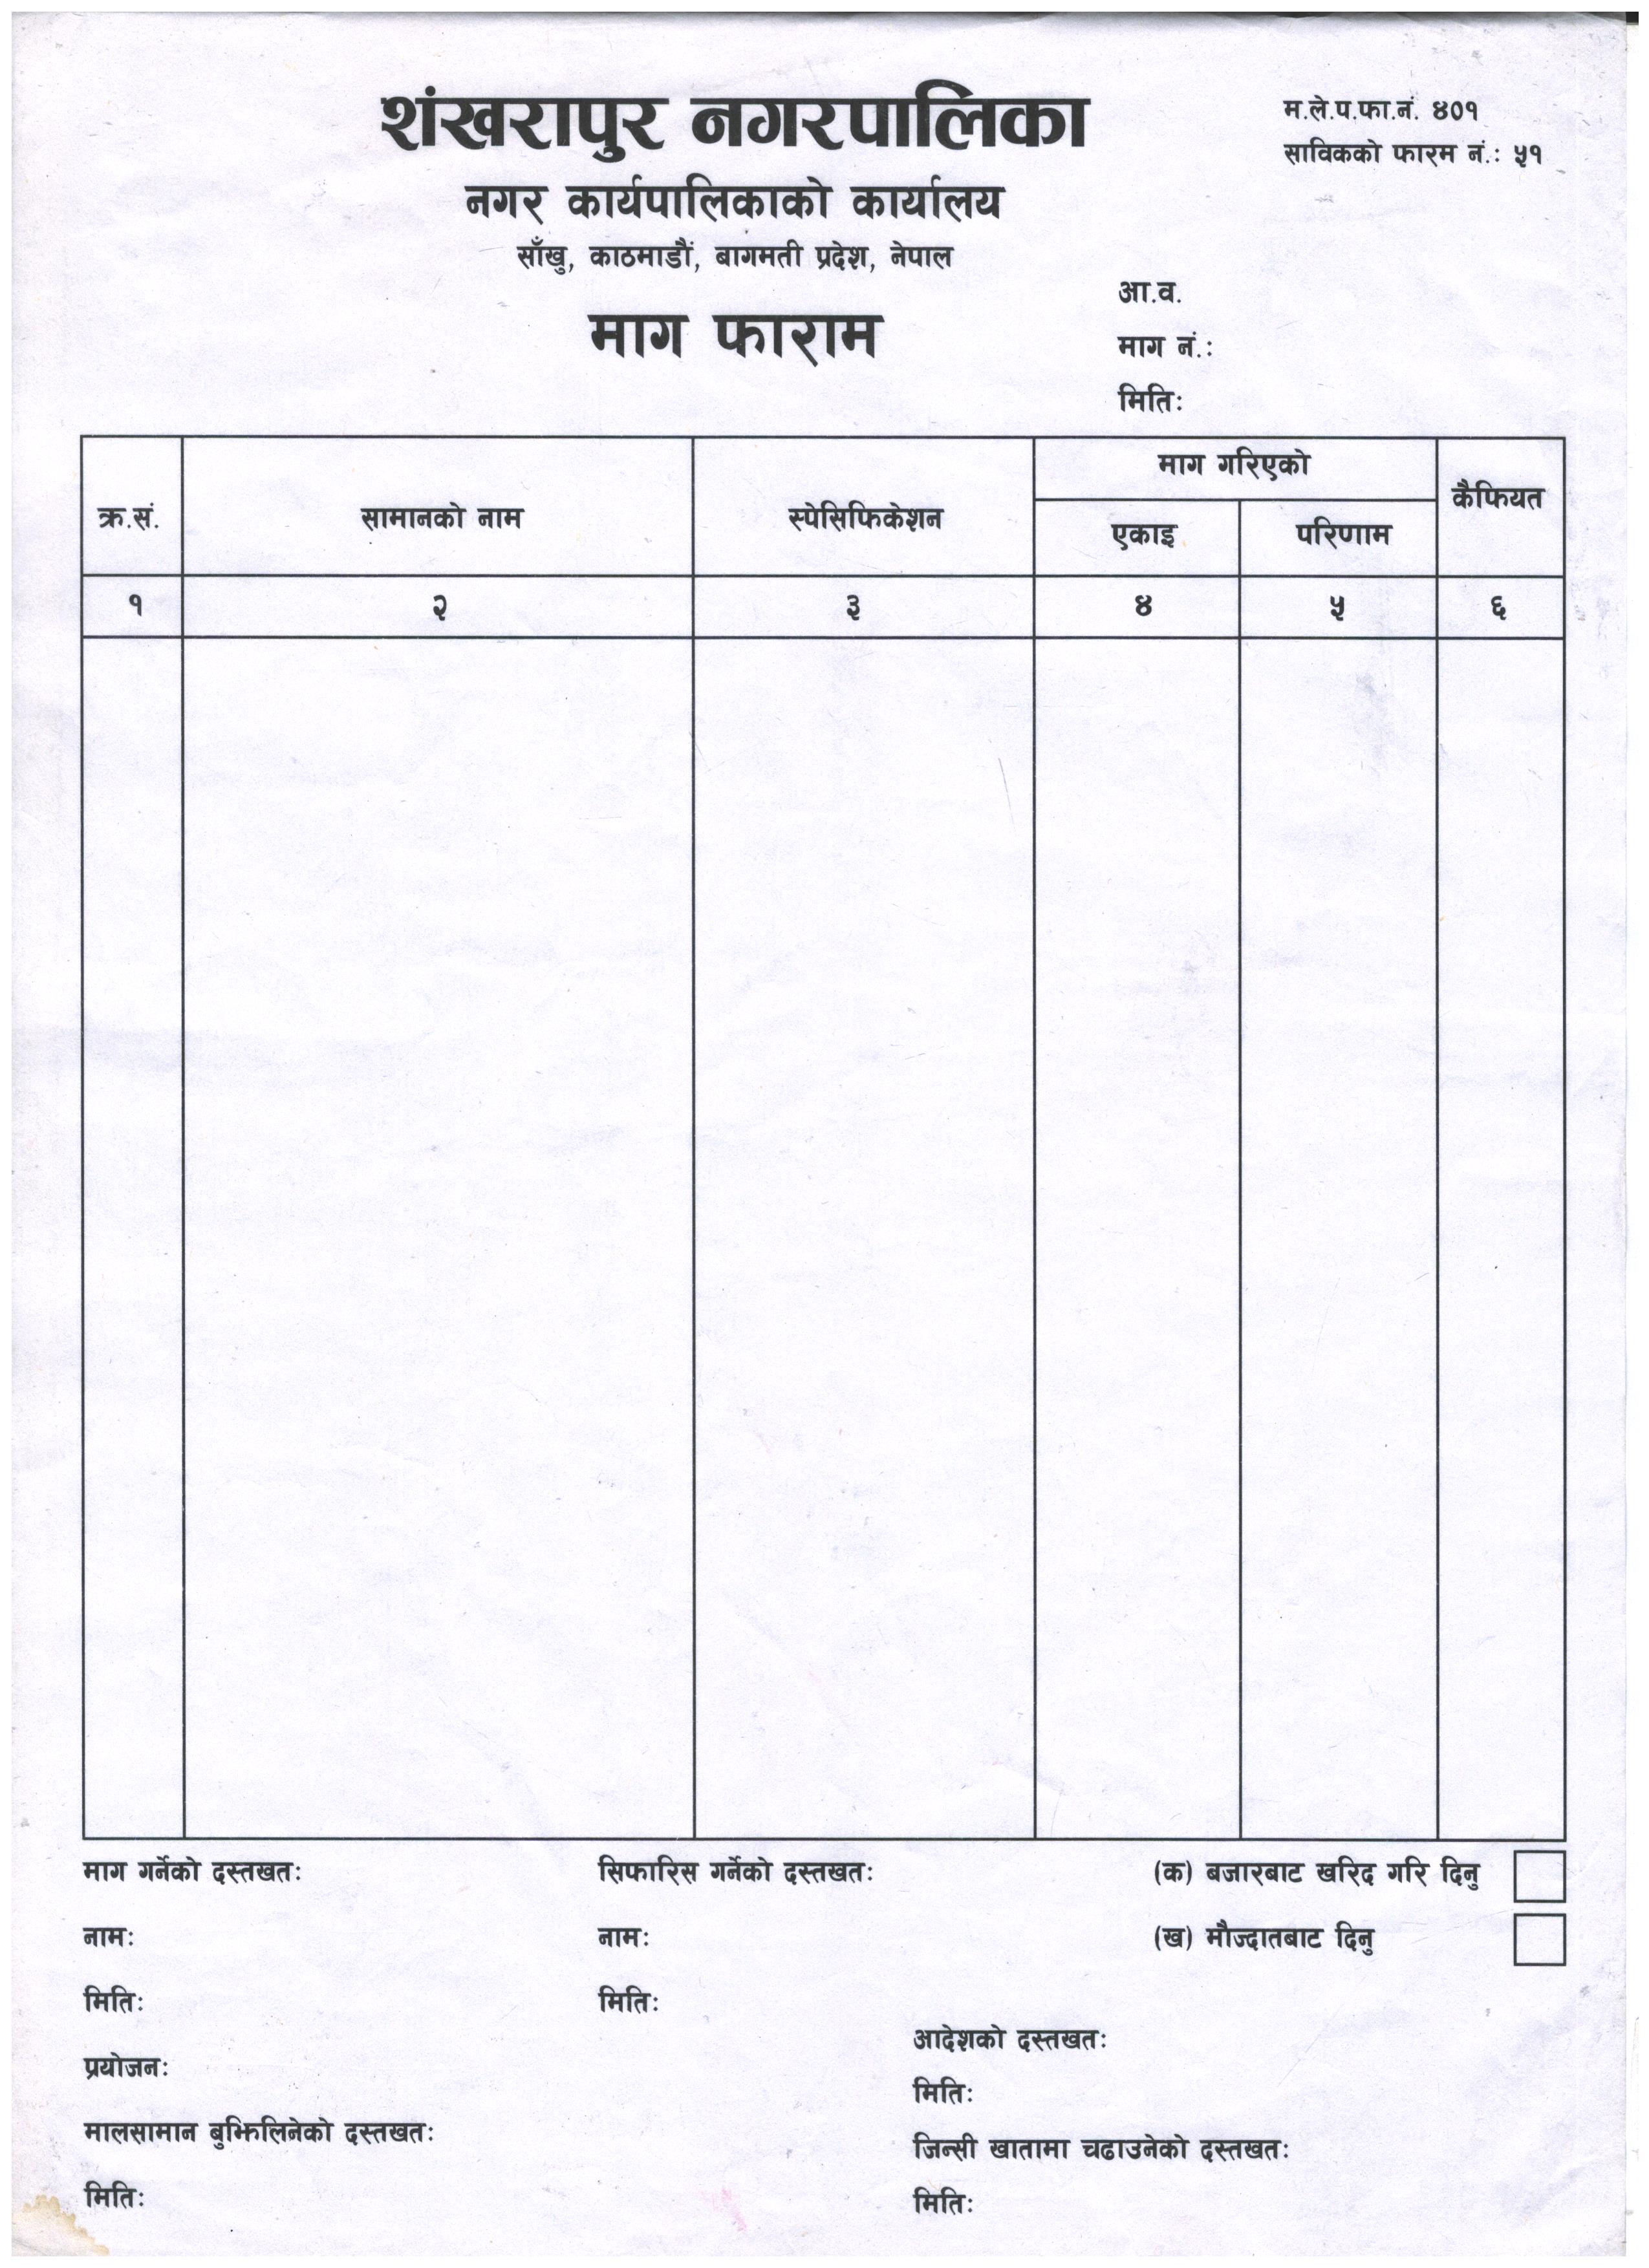 शंखरापुर नगरपालिका
म.ले.प.फा.नं. ४०१
साविकको फारम नं.: ५१
नगर कार्यपालिकाको कार्यालय
साँखु, काठमाडौं, बागमती प्रदेश, नेपाल
माग फाराम
आ.व.
माग नं.:
मिति:
क्र.सं. सामानको नाम स्पेसिफिकेशन माग गरिएको कैफियत
एकाइ परिणाम
१ २ ३ ४ ५ ६
माग गर्नेको दस्तखत: सिफारिस गर्नेको दस्तखत: (क) बजारबाट खरिद गरि दिनु
नाम: नाम: (ख) मौज्दातबाट दिनु
मिति: मिति:
आदेशको दस्तखत:
प्रयोजन:
मिति:
मालसामान बुझिलिनेको दस्तखत:
जिन्सी खातामा चढाउनेको दस्तखत:
मिति:
मिति: